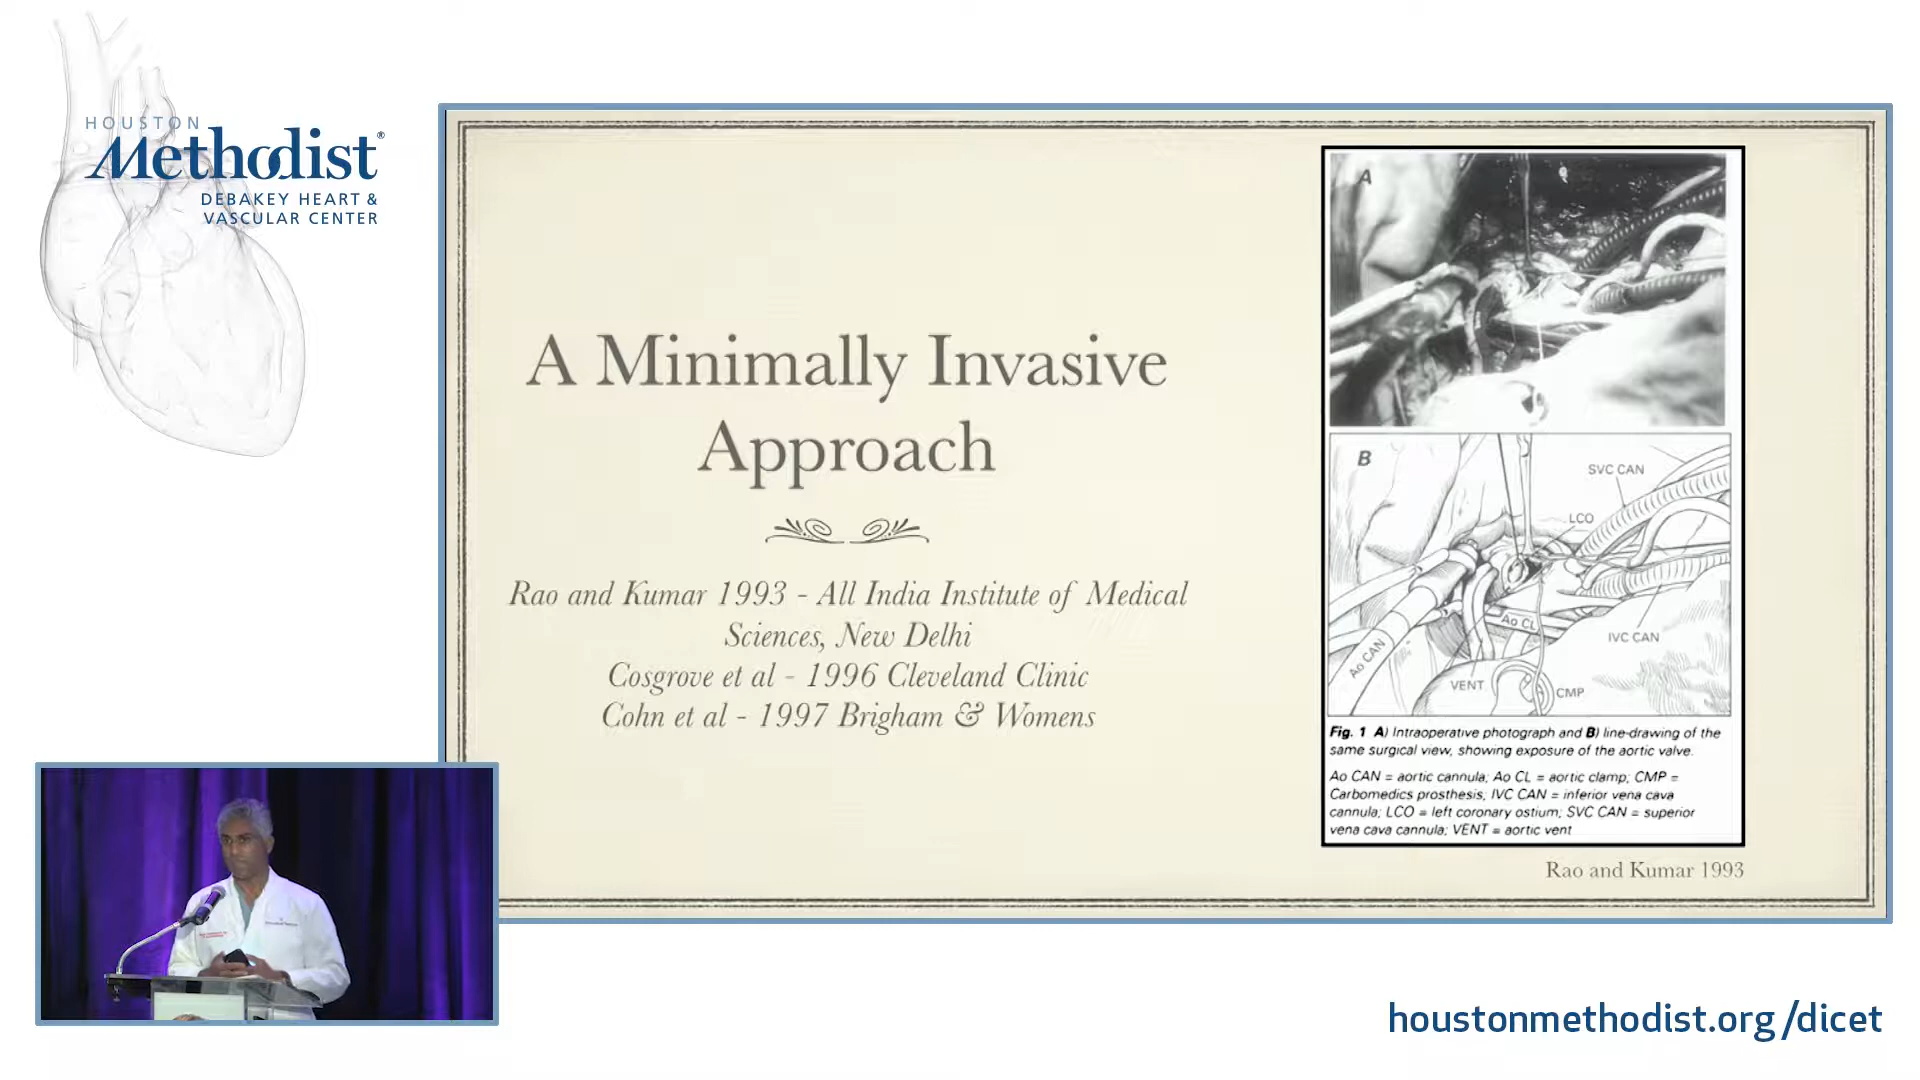 HOUSTON
Methodist®
DEBAKEY HEART &
VASCULAR CENTER
A Minimally Invasive
Approach
Rao and Kumar 1993 - All India Institute of Medical
Sciences, New Delhi
Cosgrove et al - 1996 Cleveland Clinic
Cohn et al - 1997 Brigham & Womens
A
B
SVC CAN
LCO
Ao CL
IVC CAN
Ao CAN
VENT
CMP
Fig. 1 A) Intraoperative photograph and B) line-drawing of the
same surgical view, showing exposure of the aortic valve.
Ao CAN = aortic cannula; Ao CL = aortic clamp; CMP =
Carbomedics prosthesis; IVC CAN = inferior vena cava
cannula; LCO = left coronary ostium; SVC CAN = superior
vena cava cannula; VENT = aortic vent
Rao and Kumar 1993
houstonmethodist.org/dicet